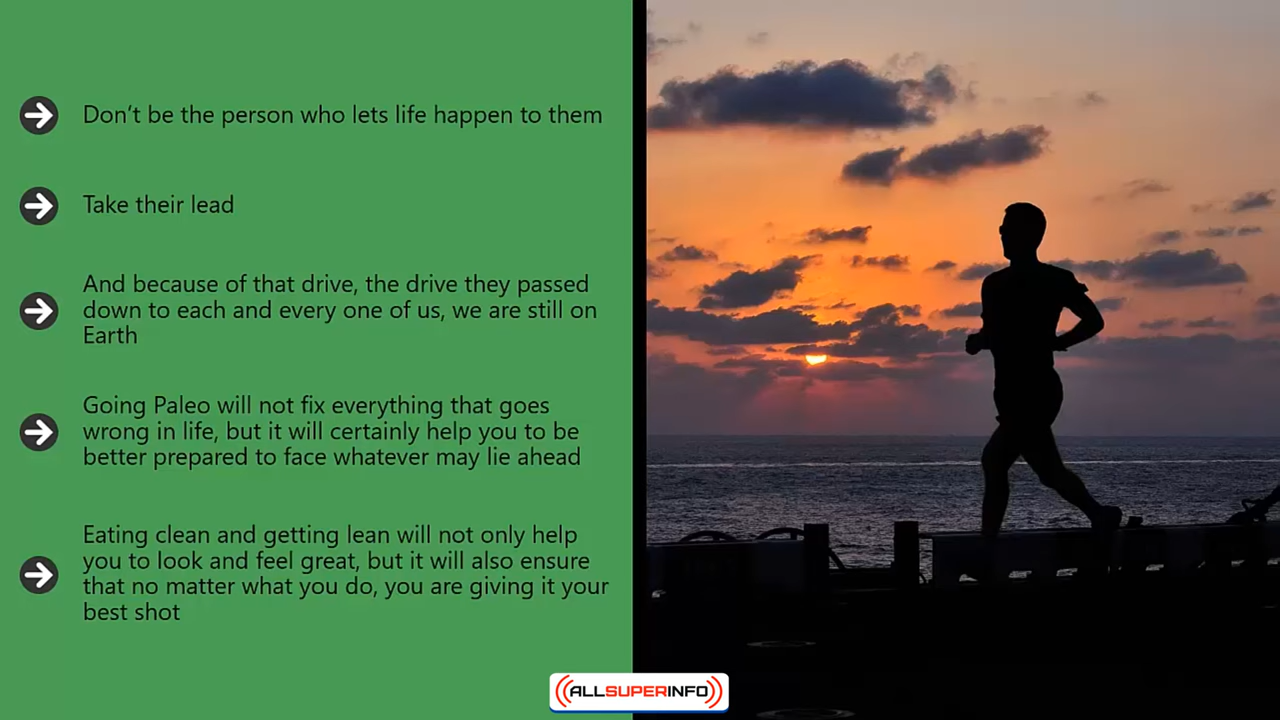 Don’t be the person who lets life happen to them
Take their lead
And because of that drive, the drive they passed
down to each and every one of us, we are still on
Earth
Going Paleo will not fix everything that goes
wrong in life, but it will certainly help you to be
better prepared to face whatever may lie ahead
Eating clean and getting lean will not only help
you to look and feel great, but it will also ensure
that no matter what you do, you are giving it your
best shot
ALLSUPERINFO